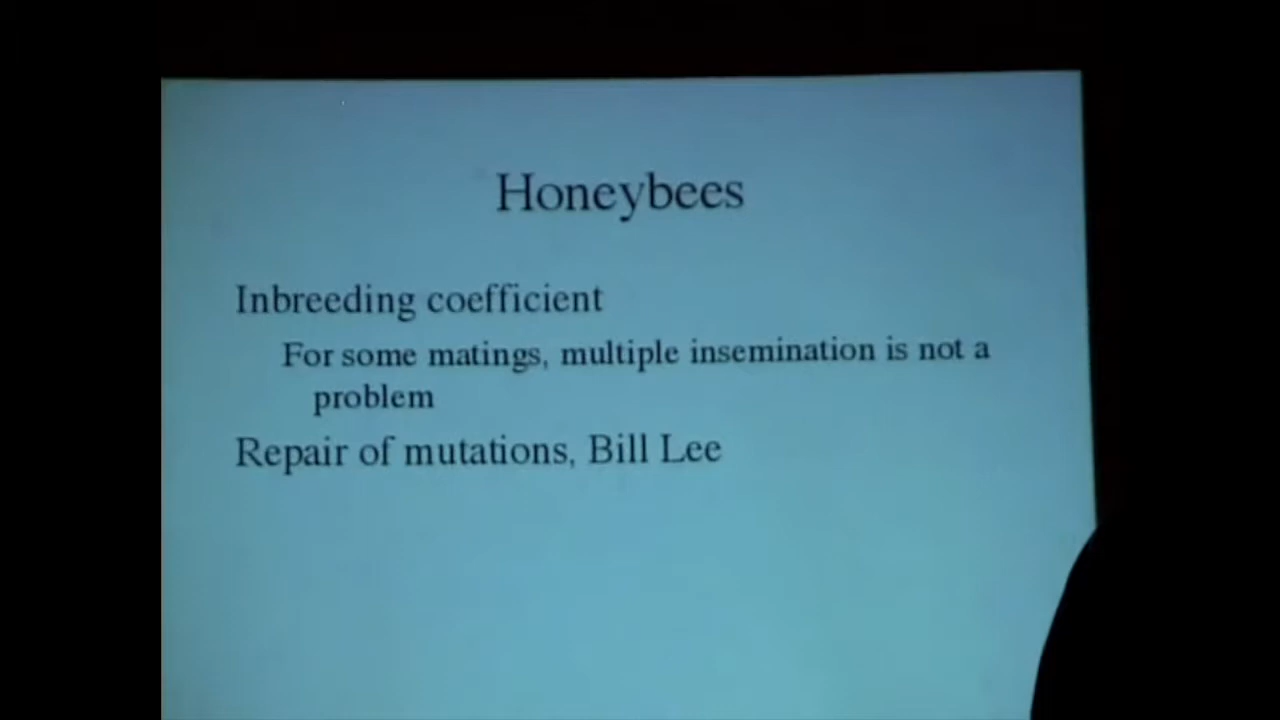 Honeybees
Inbreeding coefficient
For some matings, multiple insemination is not a
problem
Repair of mutations, Bill Lee